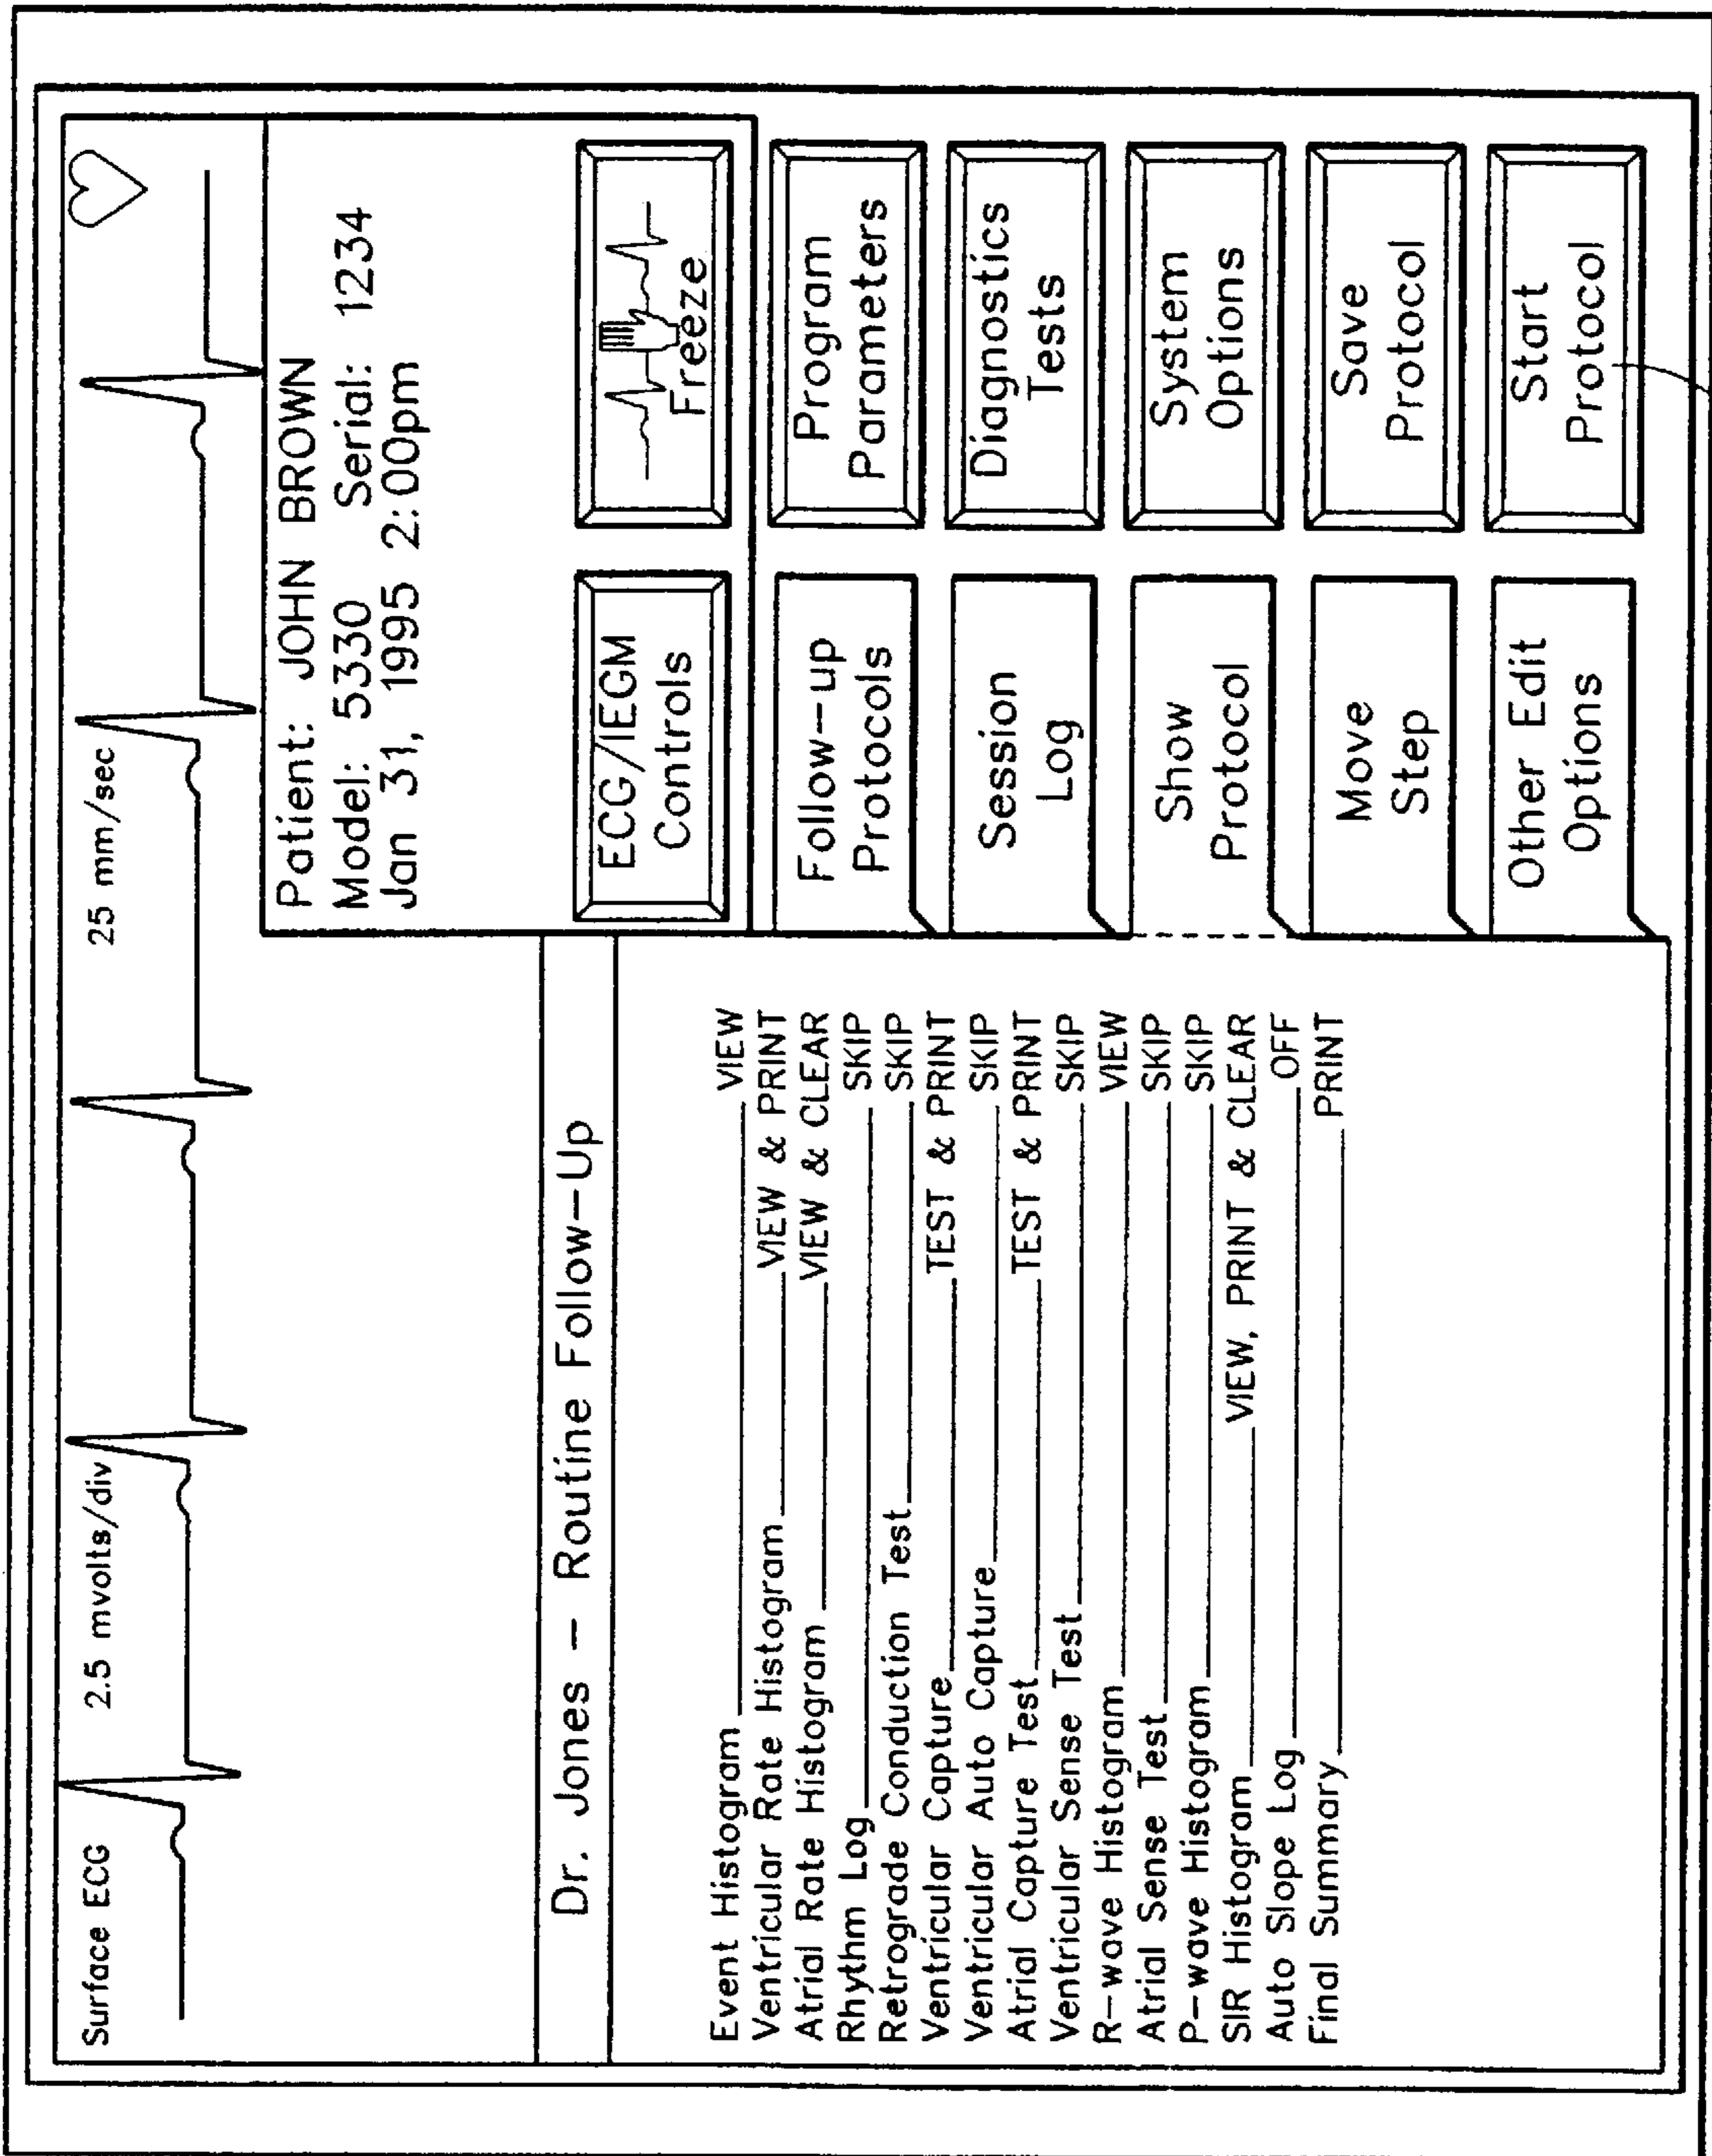 Surface ECG 2.5 mvolts/div 25 mm/sec
Patient: JOHN BROWN
Model: 5330 Serial: 1234
Jan 31, 1995 2:00pm
ECG/IEGM
Controls
Freeze
Dr. Jones - Routine Follow-Up
Event Histogram VIEW
Ventricular Rate Histogram VIEW & PRINT
Atrial Rate Histogram VIEW & CLEAR
Rhythm Log SKIP
Retrograde Conduction Test SKIP
Ventricular Capture TEST & PRINT
Ventricular Auto Capture SKIP
Atrial Capture Test TEST & PRINT
Ventricular Sense Test SKIP
R-wave Histogram VIEW
Atrial Sense Test SKIP
P-wave Histogram SKIP
SIR Histogram VIEW, PRINT & CLEAR
Auto Slope Log OFF
Final Summary PRINT
Follow-up
Protocols
Program
Parameters
Session
Log
Diagnostics
Tests
Show
Protocol
System
Options
Move
Step
Save
Protocol
Other Edit
Options
Start
Protocol